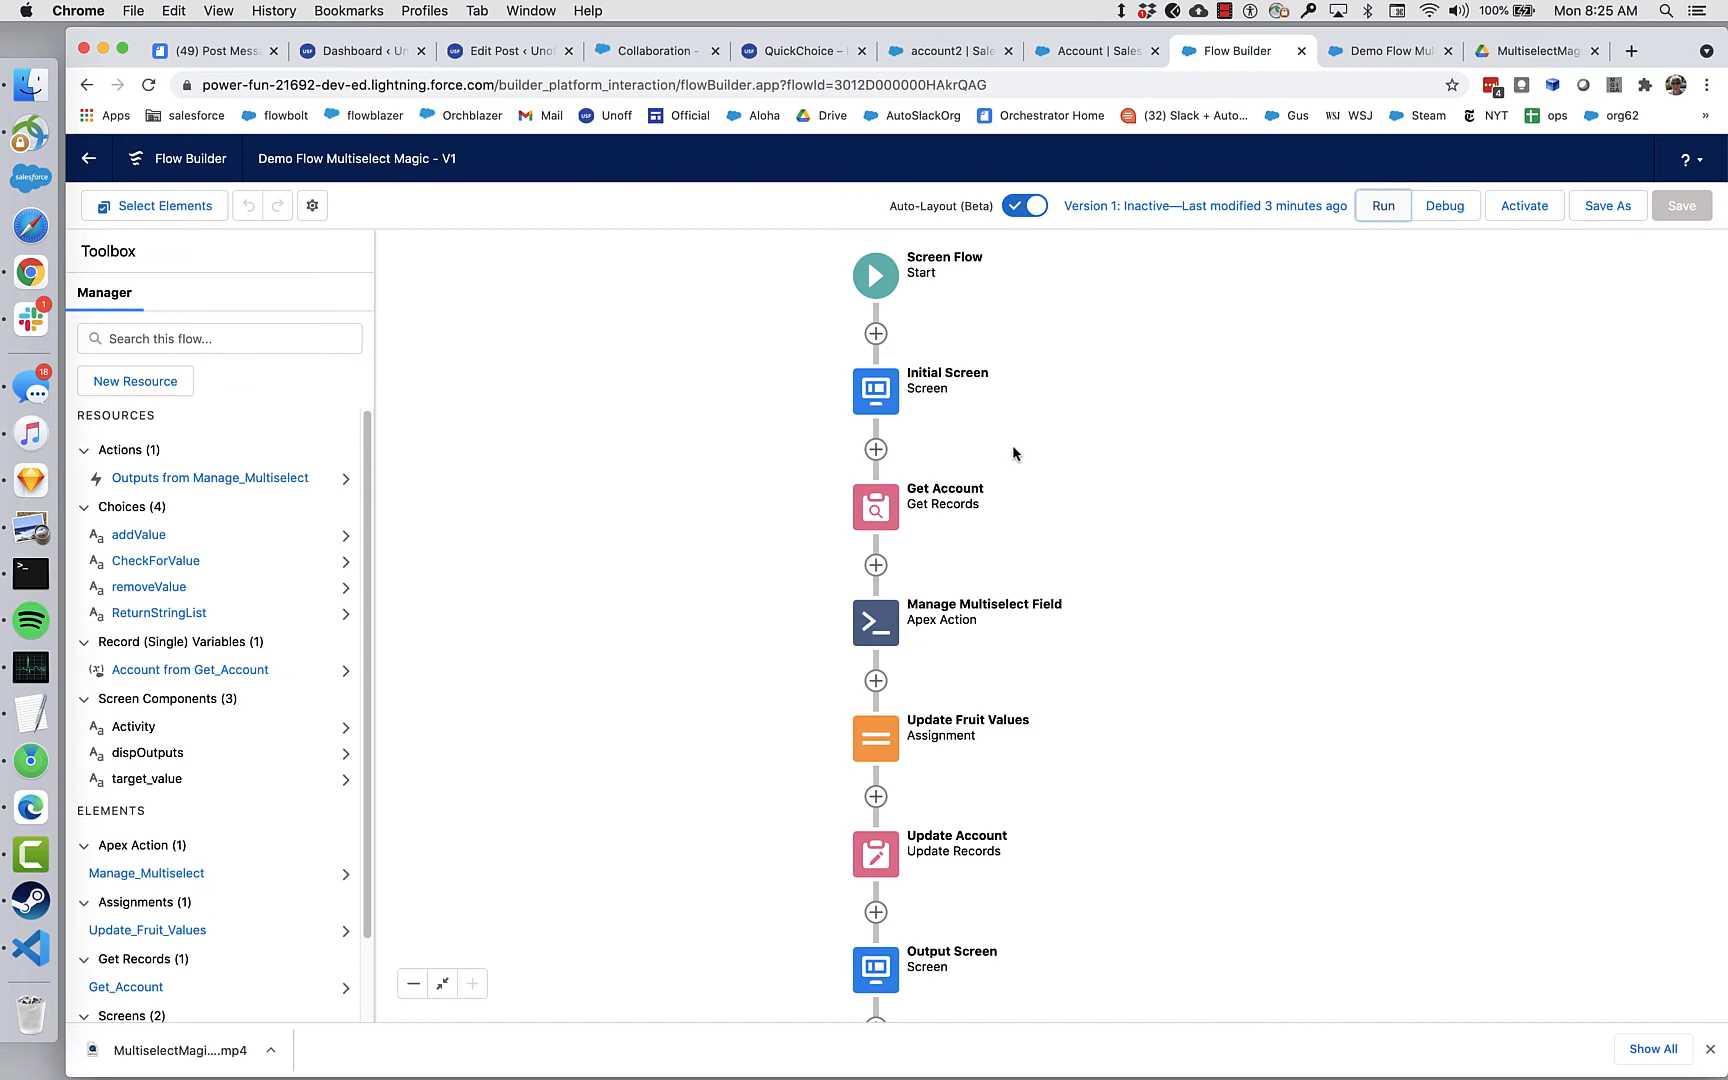 Chrome File Edit View History Bookmarks Profiles Tab Window Help 100% Mon 8:25 AM
(49) Post Messa
Dashboard ‹ Un
Edit Post ‹ Uno
Collaboration -
QuickChoice –
account2 | Sale
Account | Sales
Flow Builder
Demo Flow Mul
MultiselectMag
power-fun-21692-dev-ed.lightning.force.com/builder_platform_interaction/flowBuilder.app?flowId=3012D000000HAkrQAG
4
Apps salesforce flowbolt flowblazer Orchblazer Mail Unoff Official Aloha Drive AutoSlackOrg Orchestrator Home (32) Slack + Auto... Gus WSJ WSJ Steam NYT ops org62 »
Flow Builder Demo Flow Multiselect Magic - V1 ?
Select Elements Auto-Layout (Beta) Version 1: Inactive—Last modified 3 minutes ago Run Debug Activate Save As Save
Toolbox
Manager
Search this flow...
New Resource
RESOURCES
Actions (1)
Outputs from Manage_Multiselect
Choices (4)
addValue
CheckForValue
removeValue
ReturnStringList
Record (Single) Variables (1)
Account from Get_Account
Screen Components (3)
Activity
dispOutputs
target_value
ELEMENTS
Apex Action (1)
Manage_Multiselect
Assignments (1)
Update_Fruit_Values
Get Records (1)
Get_Account
Screens (2)
Screen Flow
Start
Initial Screen
Screen
Get Account
Get Records
Manage Multiselect Field
Apex Action
Update Fruit Values
Assignment
Update Account
Update Records
Output Screen
Screen
salesforce
1
18
MultiselectMagi....mp4
Show All